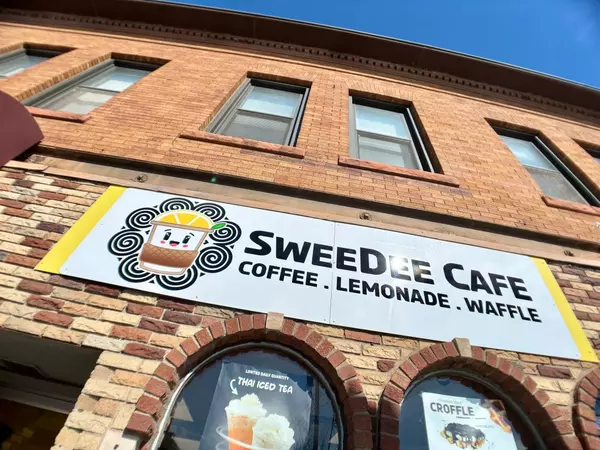 SWEEDEE CAFE
COFFEE . LEMONADE . WAFFLE
LIMITED DAILY QUANTITY
THAI ICED TEA
CROFFLE